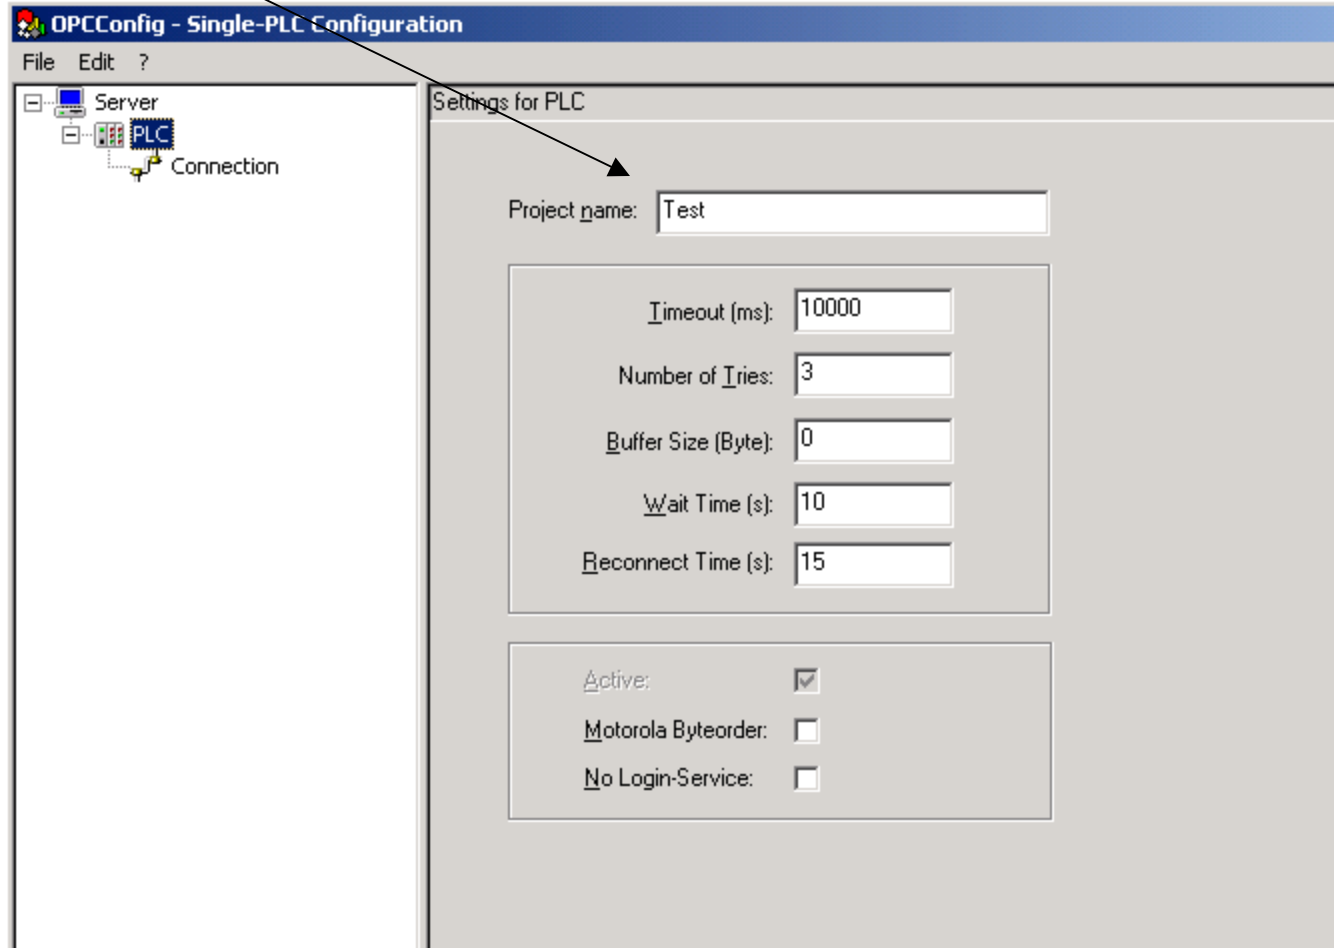 OPCConfig - Single-PLC Configuration
File Edit ?
Server
PLC
Connection
Settings for PLC
Project name: Test
Timeout (ms): 10000
Number of Tries: 3
Buffer Size (Byte): 0
Wait Time (s): 10
Reconnect Time (s): 15
Active:
Motorola Byteorder:
No Login-Service: